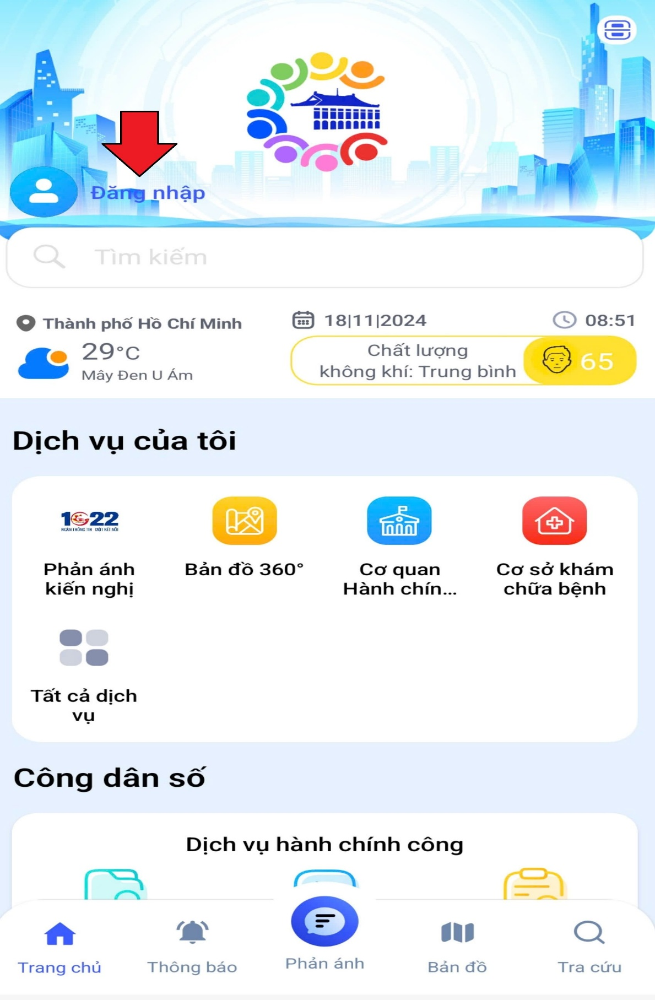 Đăng nhập
Tìm kiếm
Thành phố Hồ Chí Minh
18|11|2024
08:51
29°C
Mây Đen U Ám
Chất lượng
không khí: Trung bình
65
Dịch vụ của tôi
1022
NGÀN THÔNG TIN MỘT KẾT NỐI
Phản ánh
kiến nghị
Bản đồ 360°
Cơ quan
Hành chín...
Cơ sở khám
chữa bệnh
Tất cả dịch
vụ
Công dân số
Dịch vụ hành chính công
Trang chủ
Thông báo
Phản ánh
Bản đồ
Tra cứu